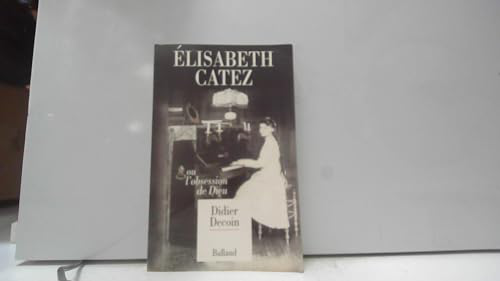 ÉLISABETH
CATEZ
ou
l'obsession
de Dieu
Didier
Decoin
Balland